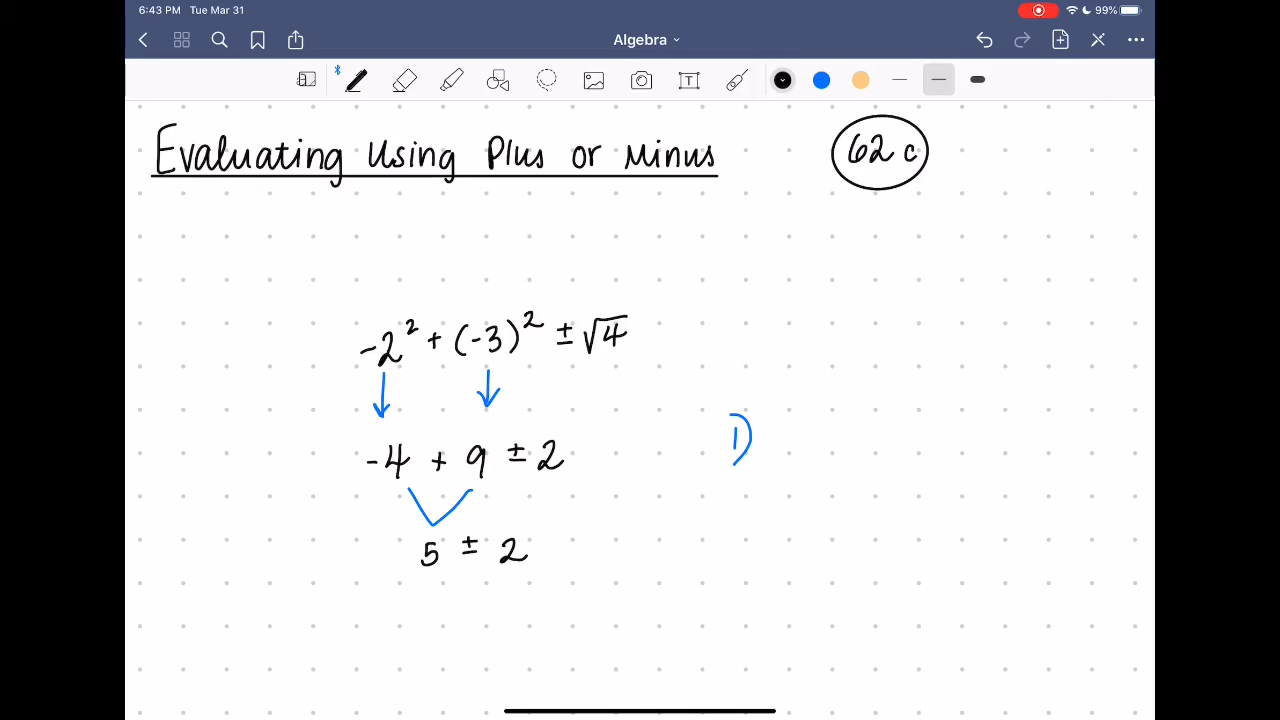 6:43 PM Tue Mar 31 99%
Algebra
T
Evaluating Using Plus or Minus 62 c
-2² + (-3)² ± √4
-4 + 9 ± 2
1)
5 ± 2